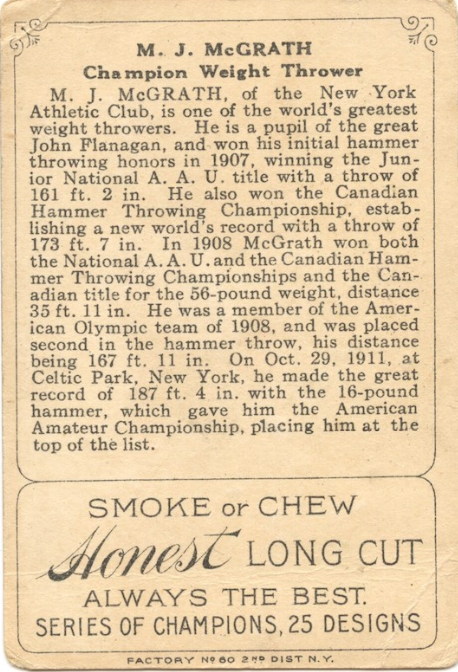 M. J. McGRATH
Champion Weight Thrower
M. J. McGRATH, of the New York
Athletic Club, is one of the world's greatest
weight throwers. He is a pupil of the great
John Flanagan, and won his initial hammer
throwing honors in 1907, winning the Jun-
ior National A. A. U. title with a throw of
161 ft. 2 in. He also won the Canadian
Hammer Throwing Championship, estab-
lishing a new world's record with a throw of
173 ft. 7 in. In 1908 McGrath won both
the National A. A. U. and the Canadian Ham-
mer Throwing Championships and the Can-
adian title for the 56-pound weight, distance
35 ft. 11 in. He was a member of the Amer-
ican Olympic team of 1908, and was placed
second in the hammer throw, his distance
being 167 ft. 11 in. On Oct. 29, 1911, at
Celtic Park, New York, he made the great
record of 187 ft. 4 in. with the 16-pound
hammer, which gave him the American
Amateur Championship, placing him at the
top of the list.
SMOKE or CHEW
Honest LONG CUT
ALWAYS THE BEST.
SERIES OF CHAMPIONS, 25 DESIGNS
FACTORY Nº 60 2ND DIST N.Y.